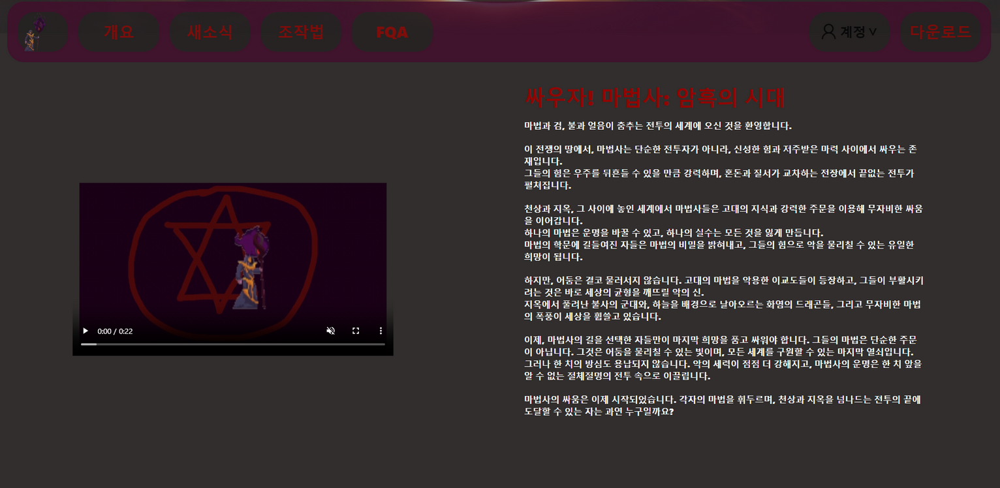 개요
새소식
조작법
FQA
계정 ∨
다운로드
싸우자! 마법사: 암흑의 시대
마법과 검, 불과 얼음이 춤추는 전투의 세계에 오신 것을 환영합니다.
이 전쟁의 땅에서, 마법사는 단순한 전투자가 아니라, 신성한 힘과 저주받은 마력 사이에서 싸우는 존
재입니다.
그들의 힘은 우주를 뒤흔들 수 있을 만큼 강력하며, 혼돈과 질서가 교차하는 전장에서 끝없는 전투가
펼쳐집니다.
천상과 지옥, 그 사이에 놓인 세계에서 마법사들은 고대의 지식과 강력한 주문을 이용해 무자비한 싸움
을 이어갑니다.
하나의 마법은 운명을 바꿀 수 있고, 하나의 실수는 모든 것을 잃게 만듭니다.
마법의 학문에 길들여진 자들은 마법의 비밀을 밝혀내고, 그들의 힘으로 악을 물리칠 수 있는 유일한
희망이 됩니다.
하지만, 어둠은 결코 물러서지 않습니다. 고대의 마법을 악용한 이교도들이 등장하고, 그들이 부활시키
려는 것은 바로 세상의 균형을 깨뜨릴 악의 신.
지옥에서 풀려난 불사의 군대와, 하늘을 배경으로 날아오르는 화염의 드래곤들, 그리고 무자비한 마법
의 폭풍이 세상을 휩쓸고 있습니다.
이제, 마법사의 길을 선택한 자들만이 마지막 희망을 품고 싸워야 합니다. 그들의 마법은 단순한 주문
이 아닙니다. 그것은 어둠을 물리칠 수 있는 빛이며, 모든 세계를 구원할 수 있는 마지막 열쇠입니다.
그러나 한 치의 방심도 용납되지 않습니다. 악의 세력이 점점 더 강해지고, 마법사의 운명은 한 치 앞을
알 수 없는 절체절명의 전투 속으로 이끌립니다.
마법사의 싸움은 이제 시작되었습니다. 각자의 마법을 휘두르며, 천상과 지옥을 넘나드는 전투의 끝에
도달할 수 있는 자는 과연 누구일까요?
0:00 / 0:22